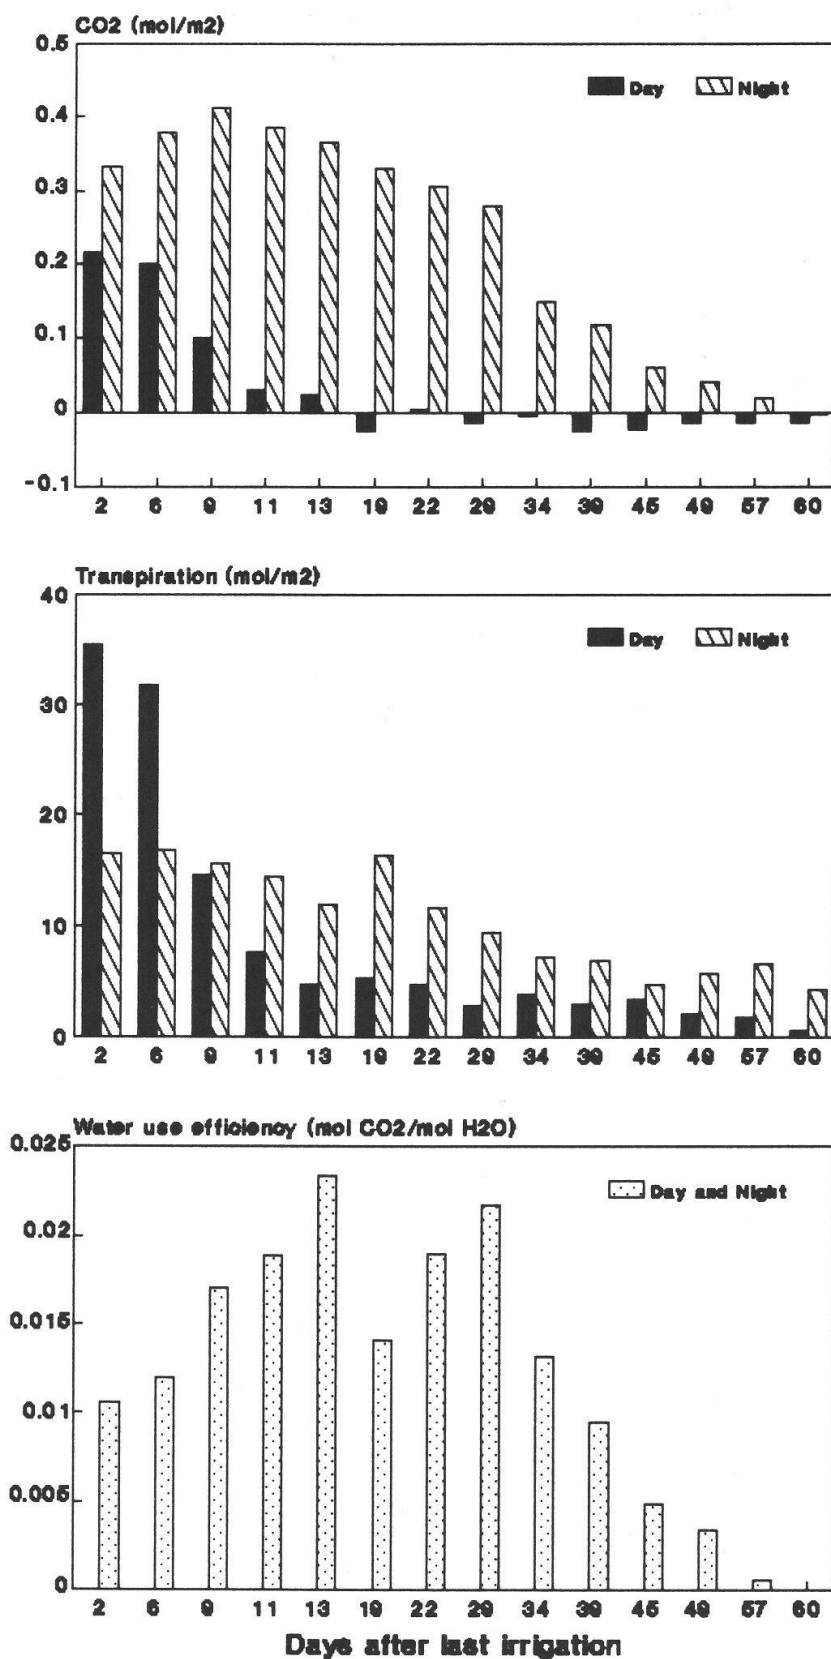 CO2 (mol/m2)
0.5
0.4
0.3
0.2
0.1
0
-0.1
Day Night
2 6 9 11 13 19 22 29 34 39 45 49 57 60
Transpiration (mol/m2)
40
30
20
10
0
Day Night
2 6 9 11 13 19 22 29 34 39 45 49 57 60
Water use efficiency (mol CO2/mol H2O)
0.025
0.02
0.015
0.01
0.005
0
Day and Night
2 6 9 11 13 19 22 29 34 39 45 49 57 60
Days after last irrigation